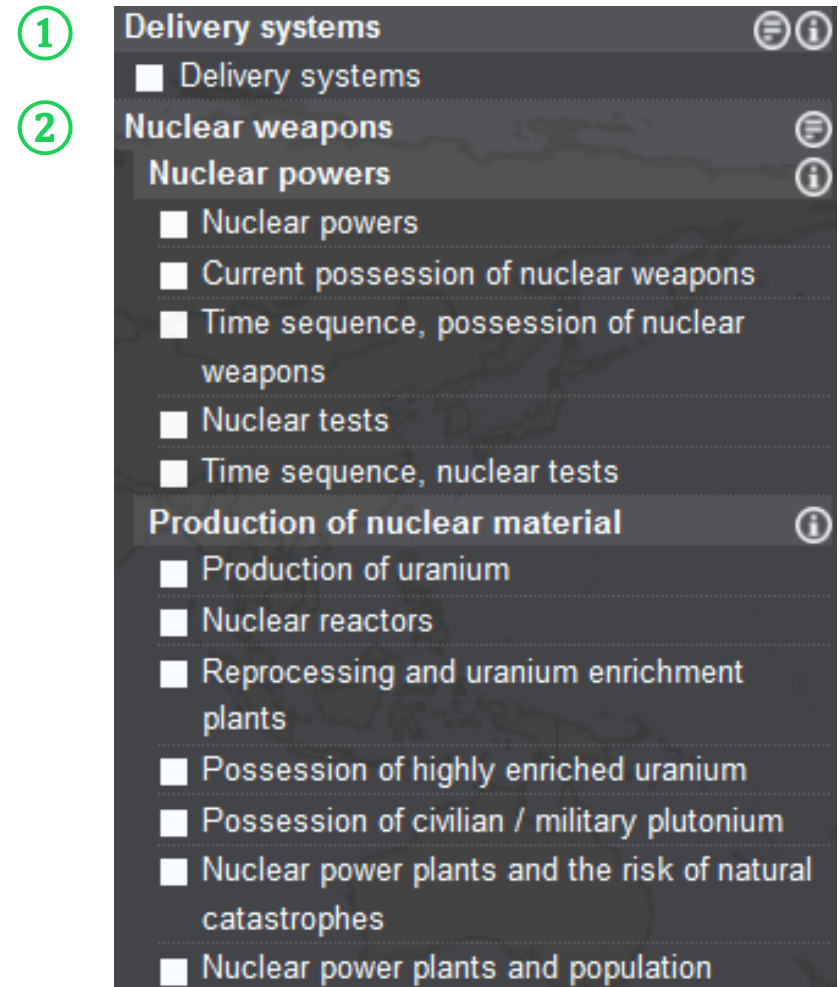 1 Delivery systems
Delivery systems
2 Nuclear weapons
Nuclear powers
Nuclear powers
Current possession of nuclear weapons
Time sequence, possession of nuclear
weapons
Nuclear tests
Time sequence, nuclear tests
Production of nuclear material
Production of uranium
Nuclear reactors
Reprocessing and uranium enrichment
plants
Possession of highly enriched uranium
Possession of civilian / military plutonium
Nuclear power plants and the risk of natural
catastrophes
Nuclear power plants and population